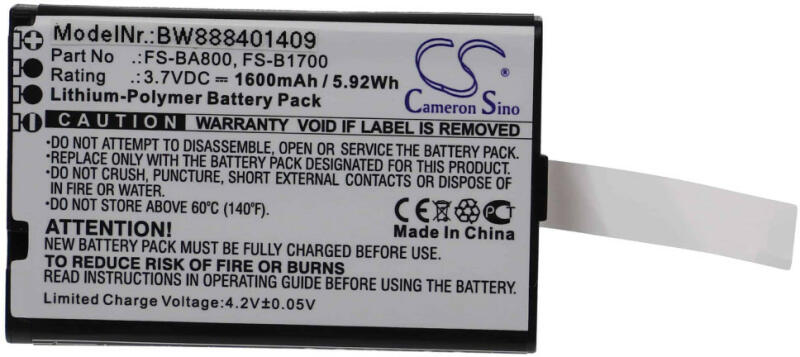 ModelNr.:BW888401409
Part No :FS-BA800, FS-B1700
Rating :3.7VDC 1600mAh / 5.92Wh
Lithium-Polymer Battery Pack
CS
Cameron Sino
CAUTION WARRANTY VOID IF LABEL IS REMOVED
•DO NOT ATTEMPT TO DISASSEMBLE, OPEN OR SERVICE THE BATTERY PACK.
•REPLACE ONLY WITH BATTERY PACK DESIGNATED FOR THIS PRODUCT
•DO NOT CRUSH, PUNCTURE, SHORT EXTERNAL CONTACTS OR DISPOSE OF
IN FIRE OR WATER.
•DO NOT STORE ABOVE 60°C (140°F).
CE
Made In China
ATTENTION!
NEW BATTERY PACK MUST BE FULLY CHARGED BEFORE USE
TO REDUCE RISK OF FIRE OR BURNS
READ INSTRUCTIONS IN OPERATING GUIDE BEFORE USING BATTERY PACK
Limited Charge Voltage:4.2V±0.05V